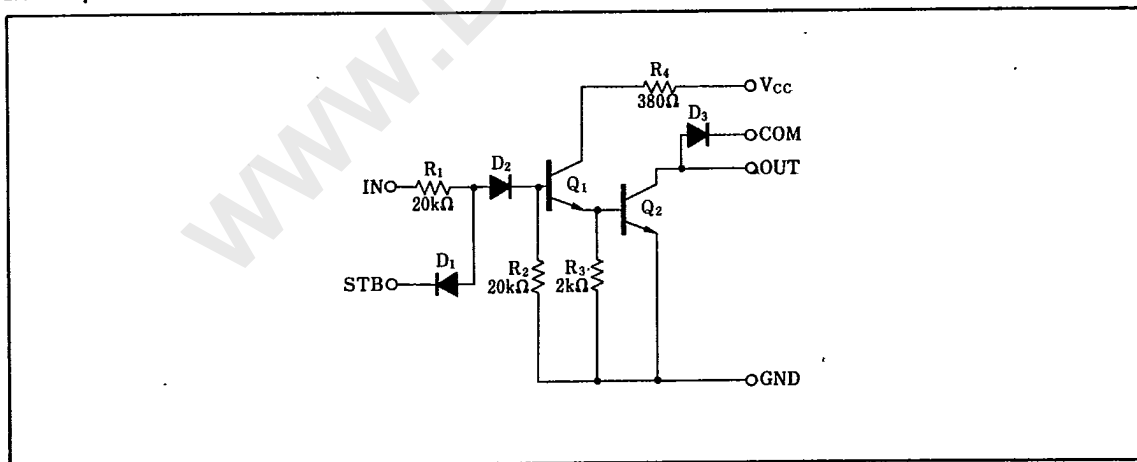 R4
380Ω
VCC
D3
COM
OUT
D2
R1
IN
20kΩ
Q1
Q2
D1
STB
R2
20kΩ
R3
2kΩ
GND